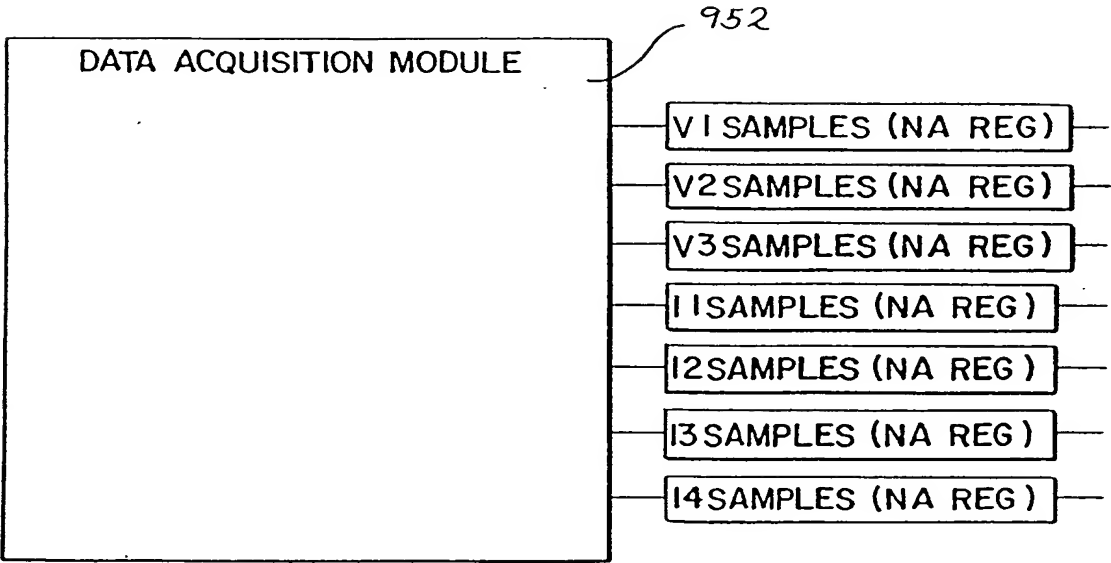 952
DATA ACQUISITION MODULE
V1 SAMPLES (NA REG)
V2 SAMPLES (NA REG)
V3 SAMPLES (NA REG)
I1 SAMPLES (NA REG)
I2 SAMPLES (NA REG)
I3 SAMPLES (NA REG)
I4 SAMPLES (NA REG)